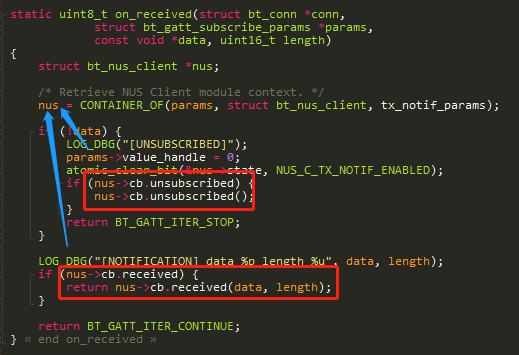 static uint8_t on_received(struct bt_conn *conn,
struct bt_gatt_subscribe_params *params,
const void *data, uint16_t length)
{
struct bt_nus_client *nus;
/* Retrieve NUS Client module context. */
nus = CONTAINER_OF(params, struct bt_nus_client, tx_notif_params);
if (!data) {
LOG_DBG("[UNSUBSCRIBED]");
params->value_handle = 0;
atomic_clear_bit(&nus->state, NUS_C_TX_NOTIF_ENABLED);
if (nus->cb.unsubscribed) {
nus->cb.unsubscribed();
}
return BT_GATT_ITER_STOP;
}
LOG_DBG("[NOTIFICATION] data %p length %u", data, length);
if (nus->cb.received) {
return nus->cb.received(data, length);
}
return BT_GATT_ITER_CONTINUE;
} « end on_received »